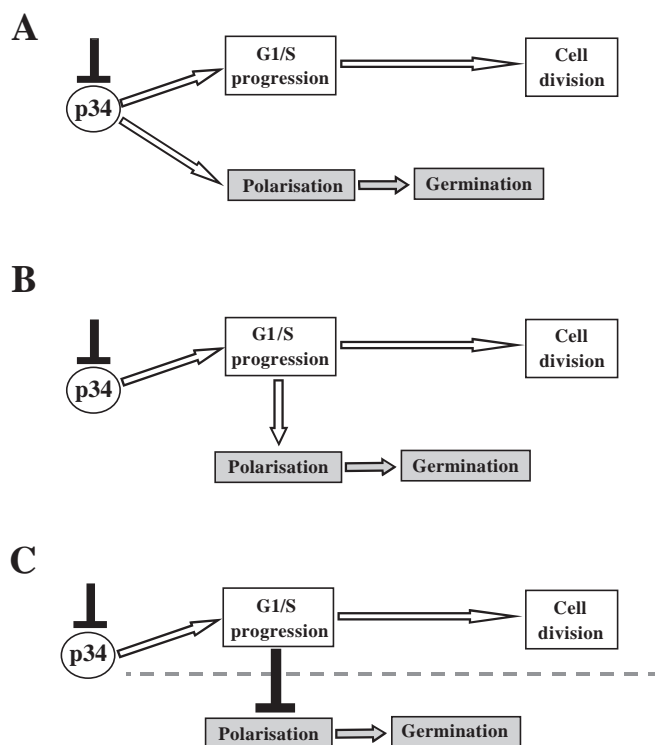 A
p34
G1/S
progression
Cell
division
Polarisation
Germination
B
p34
G1/S
progression
Cell
division
Polarisation
Germination
C
p34
G1/S
progression
Cell
division
Polarisation
Germination